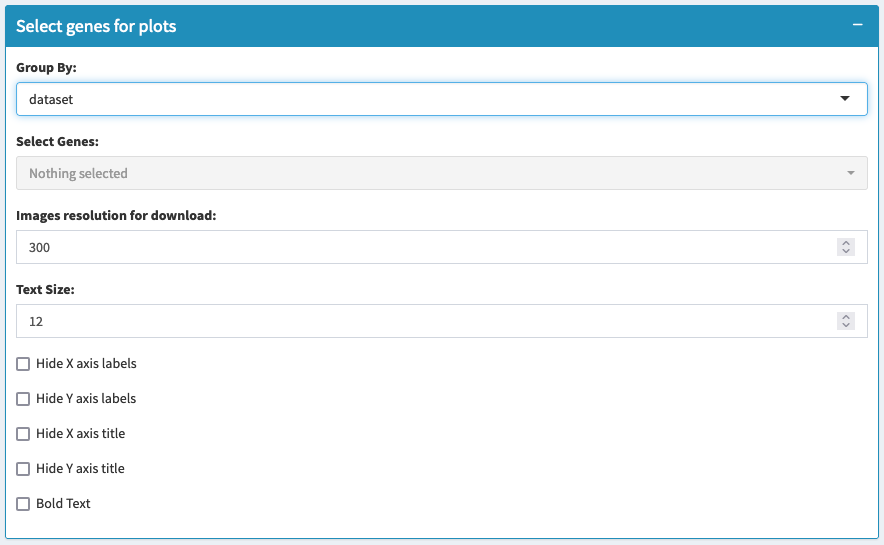 Select genes for plots
Group By:
dataset
Select Genes:
Nothing selected
Images resolution for download:
300
Text Size:
12
Hide X axis labels
Hide Y axis labels
Hide X axis title
Hide Y axis title
Bold Text